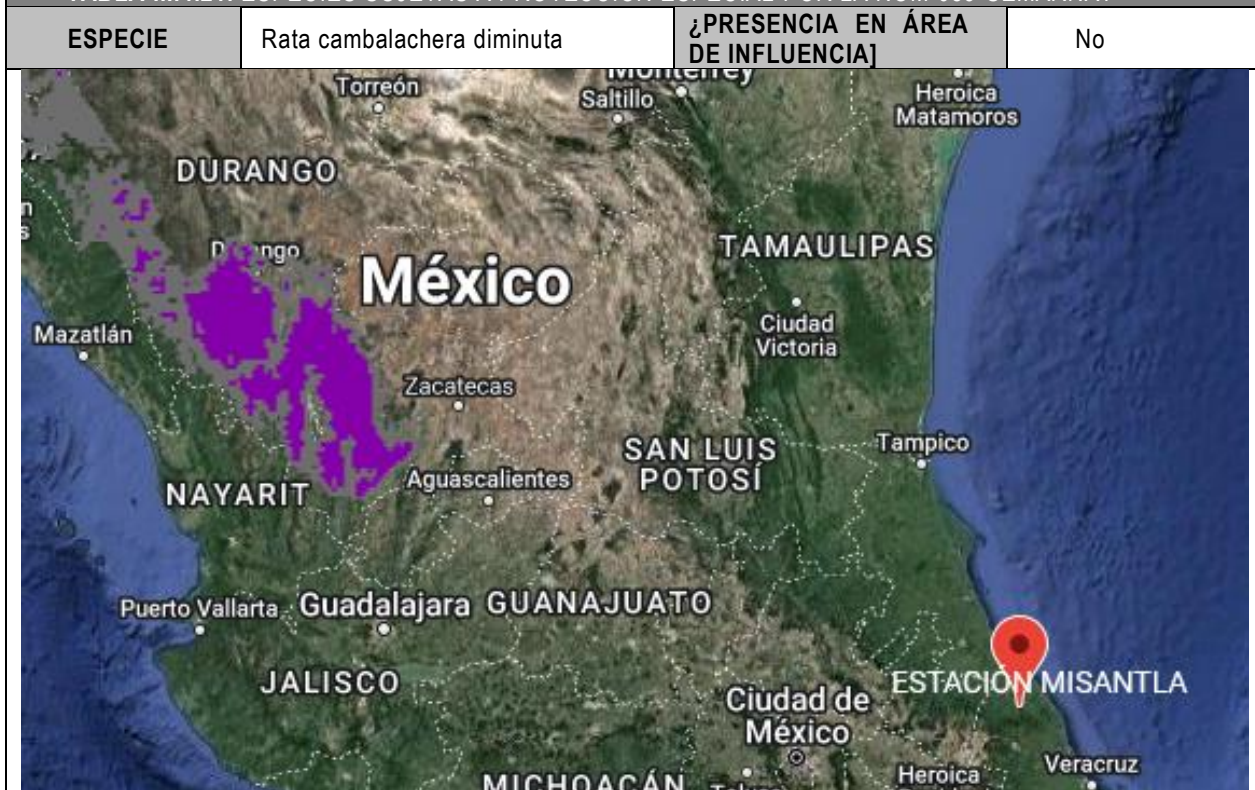 ESPECIE
Rata cambalachera diminuta
¿PRESENCIA EN ÁREA
DE INFLUENCIA]
No
Torreón
Monterrey
Saltillo
Heroica
Matamoros
DURANGO
TAMAULIPAS
México
Ciudad
Victoria
Mazatlán
Zacatecas
SAN LUIS
POTOSÍ
Tampico
Aguascalientes
NAYARIT
Puerto Vallarta
Guadalajara
GUANAJUATO
JALISCO
ESTACIÓN MISANTLA
Ciudad de
México
Veracruz
Heroica
MICHOACÁN